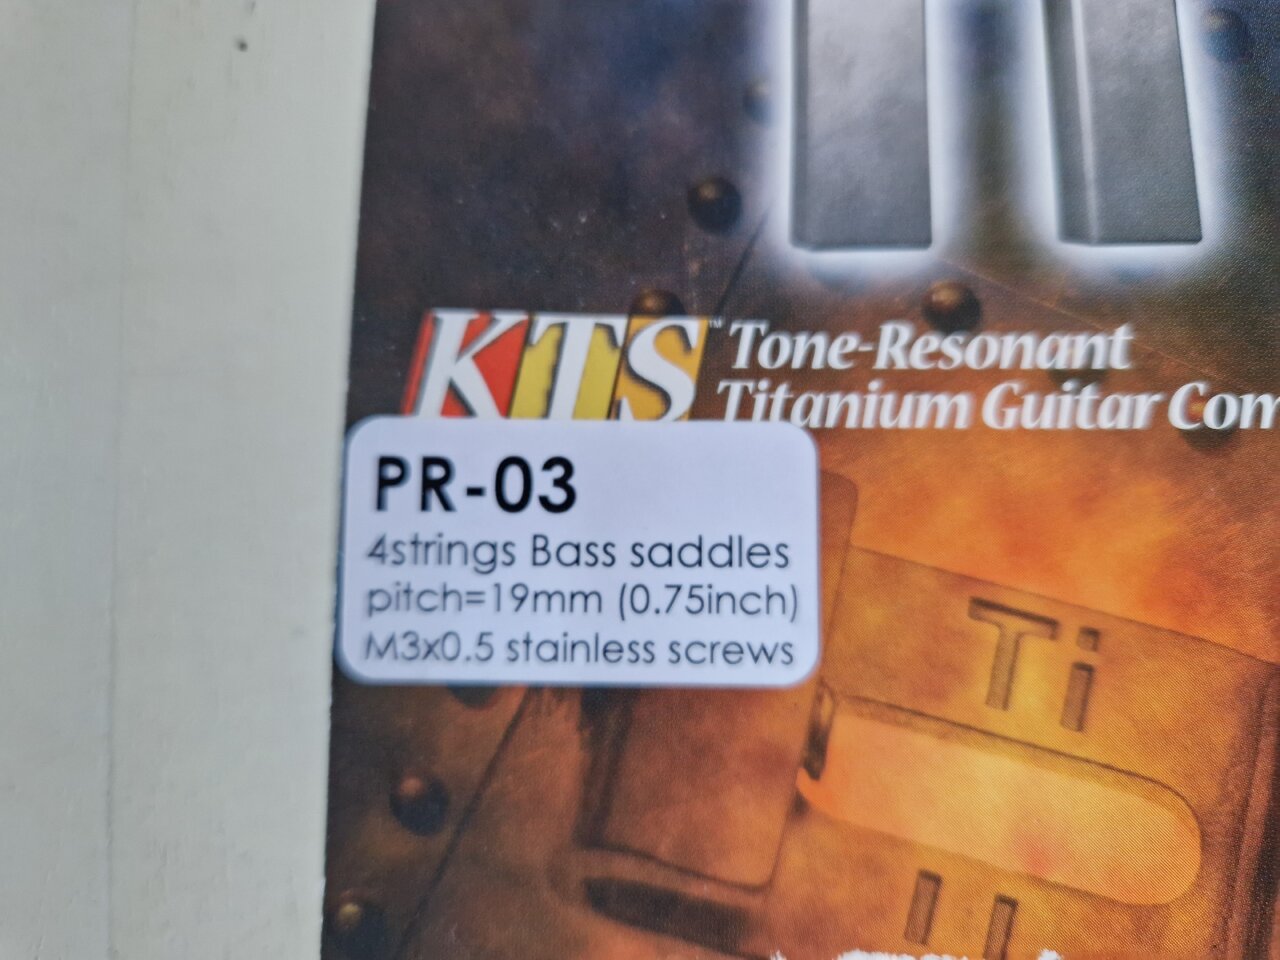 KTS™ Tone-Resonant
Titanium Guitar Com
PR-03
4strings Bass saddles
pitch=19mm (0.75inch)
M3x0.5 stainless screws
Ti